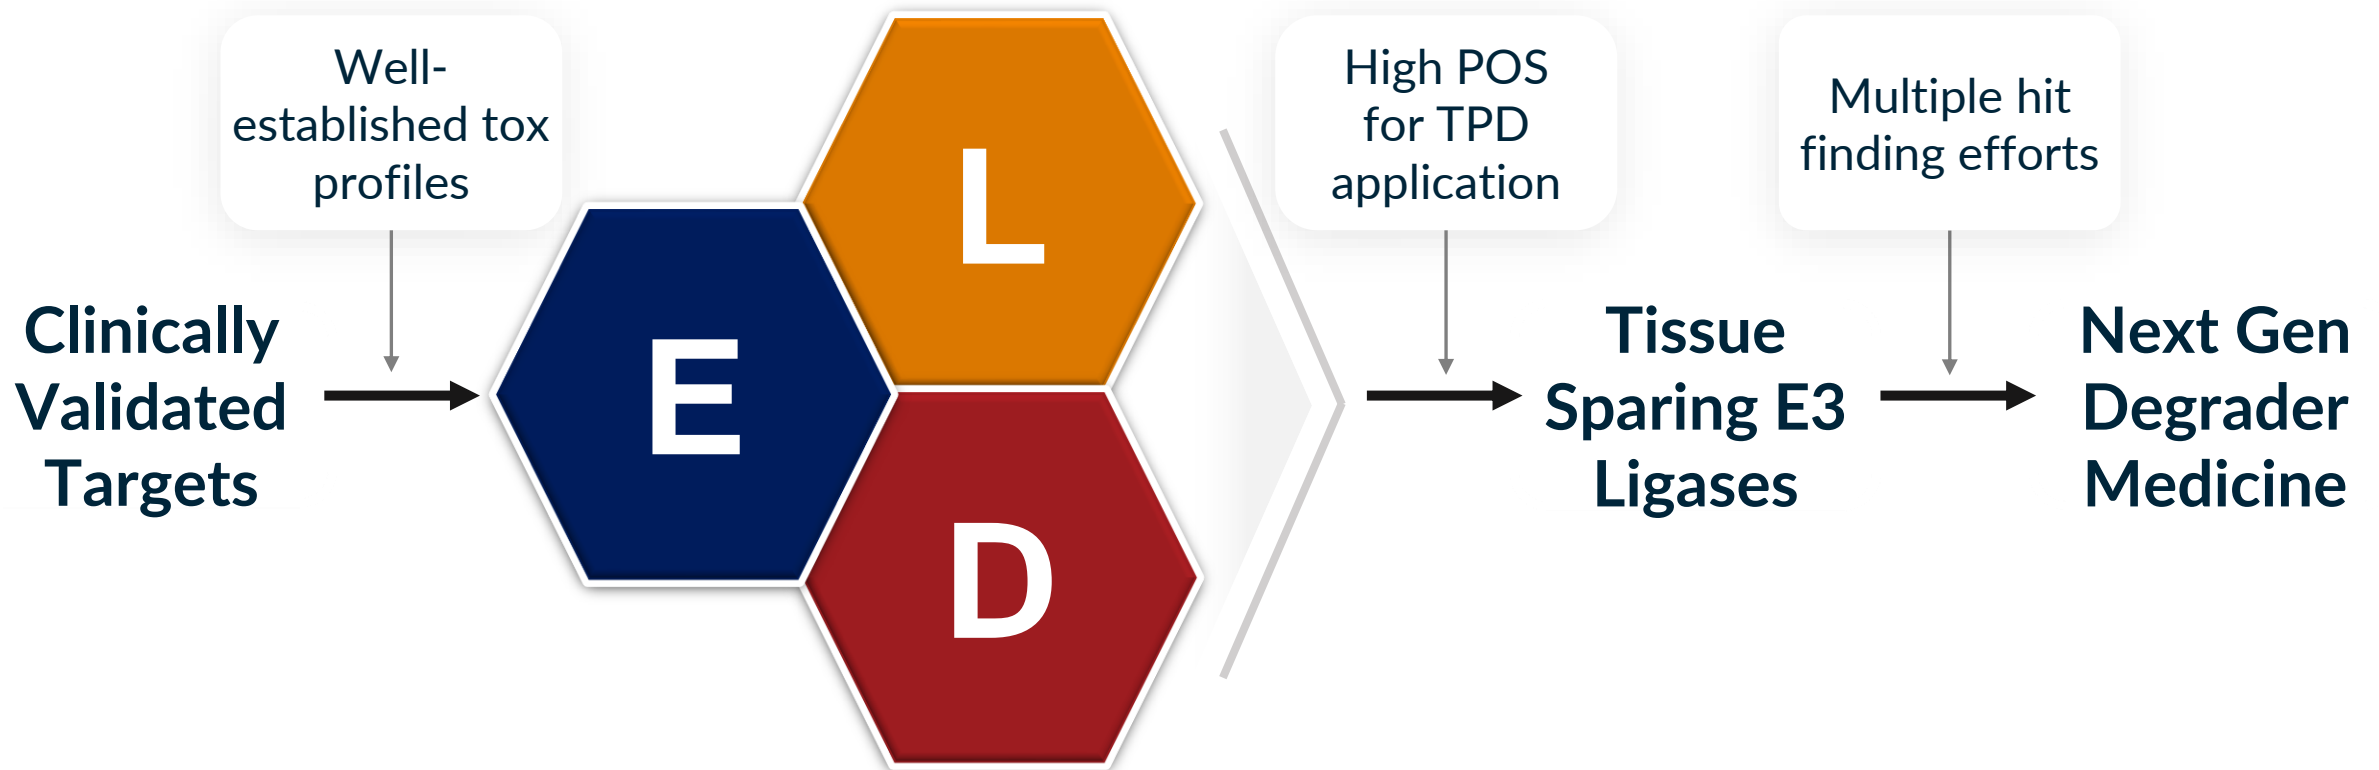 Well-
established tox
profiles
Clinically
Validated
Targets
E
L
D
High POS
for TPD
application
Tissue
Sparing E3
Ligases
Multiple hit
finding efforts
Next Gen
Degrader
Medicine